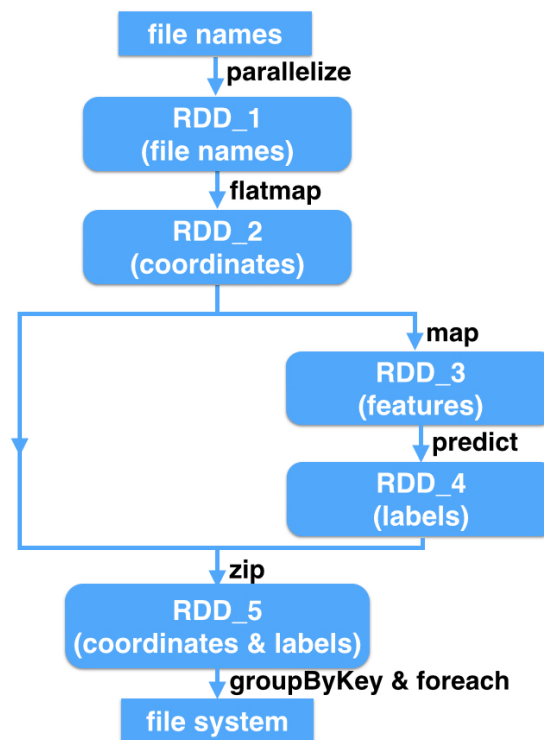 file names
parallelize
RDD_1
(file names)
flatmap
RDD_2
(coordinates)
map
RDD_3
(features)
predict
RDD_4
(labels)
zip
RDD_5
(coordinates & labels)
groupByKey & foreach
file system